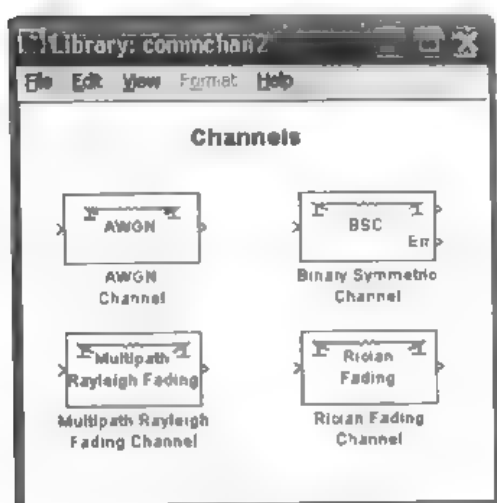 Library: commchan2
File Edit View Format Help
Channels
AWGN
AWGN
Channel
BSC
Err
Binary Symmetric
Channel
Multipath
Rayleigh Fading
Multipath Rayleigh
Fading Channel
Rician
Fading
Rician Fading
Channel